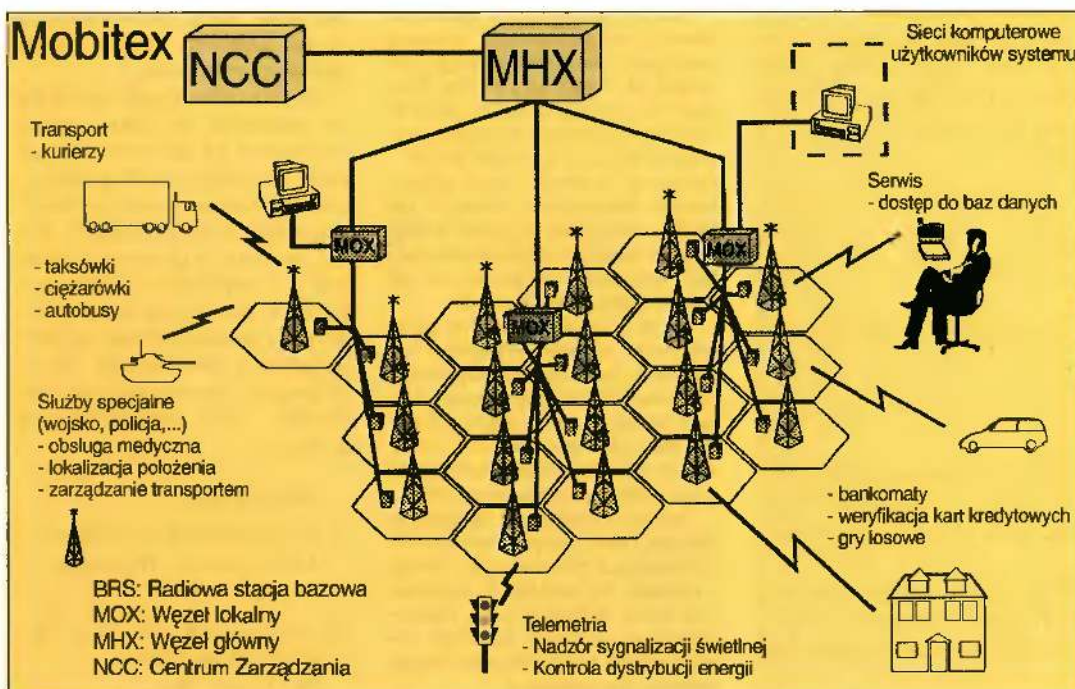 Mobitex
NCC
MHX
Sieci komputerowe
użytkowników systemu
Transport
- kurierzy
Serwis
- dostęp do baz danych
MOX
MOX
- taksówki
- ciężarówki
- autobusy
MOX
Służby specjalne
(wojsko, policja,...)
- obsługa medyczna
- lokalizacja położenia
- zarządzanie transportem
- bankomaty
- weryfikacja kart kredytowych
- gry losowe
BRS: Radiowa stacja bazowa
MOX: Węzeł lokalny
MHX: Węzeł główny
NCC: Centrum Zarządzania
Telemetria
- Nadzór sygnalizacji świetlnej
- Kontrola dystrybucji energii